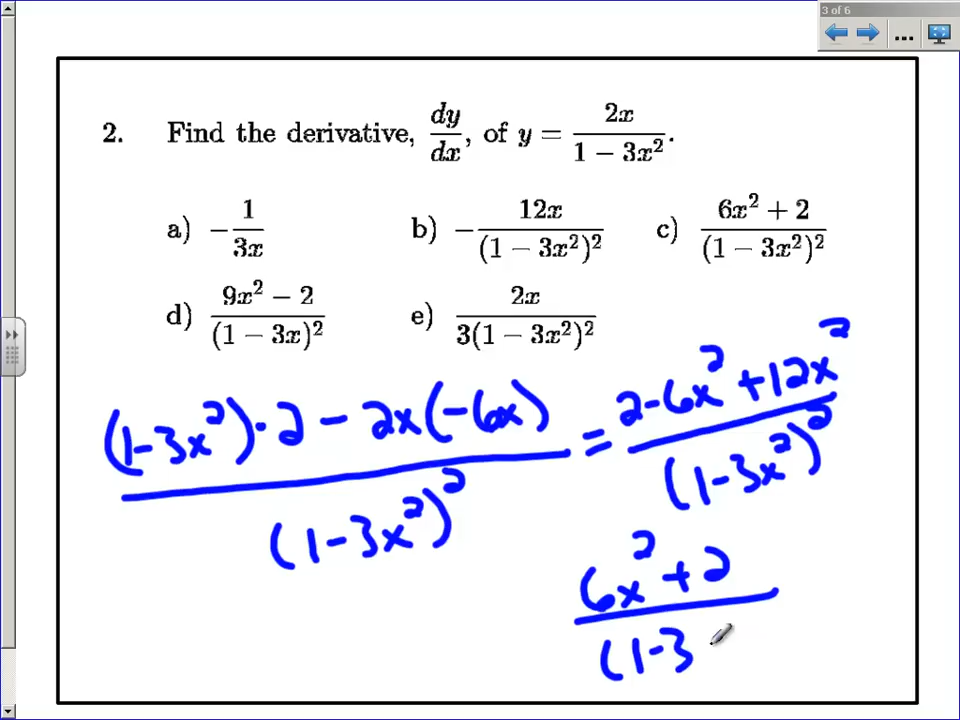 3 of 6
...
2. Find the derivative, dy/dx, of y = 2x/(1 − 3x²).
a) −1/(3x) b) −12x/(1 − 3x²)² c) (6x² + 2)/(1 − 3x²)²
d) (9x² − 2)/(1 − 3x)² e) 2x/(3(1 − 3x²)²)
((1-3x²)·2 − 2x(-6x))/(1-3x²)² = (2-6x²+12x²)/(1-3x²)²
6x²+2
(1-3